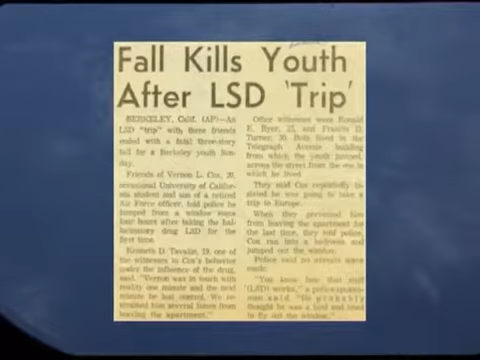 Fall Kills Youth
After LSD 'Trip'
BERKELEY, Calif. (AP)—An
LSD "trip" with three friends
ended with a fatal three-story
fall for a Berkeley youth Sun-
day.
Friends of Vernon L. Cox, 20,
occasional University of Califor-
nia student and son of a retired
Air Force officer, told police he
jumped from a window some
four hours after taking the hal-
lucinatory drug LSD for the
first time.
Kenneth D. Tavalin, 19, one of
the witnesses to Cox's behavior
under the influence of the drug,
said, "Vernon was in touch with
reality one minute and the next
minute he lost control. We re-
strained him several times from
leaving the apartment."
Other witnesses were Ronald
E. Byer, 25, and Francis D.
Turner, 20. Both lived in the
Telegraph Avenue building
from which the youth jumped,
across the street from the one in
which he lived
They said Cox repeatedly in-
sisted he was going to take a
trip to Europe.
When they prevented him
from leaving the apartment for
the last time, they told police,
Cox ran into a bedroom and
jumped out the window.
Police said no arrests were
made.
"You know how that stuff
(LSD) works," a police spokes-
man said. "He probably
thought he was a bird and tried
to fly out the window."